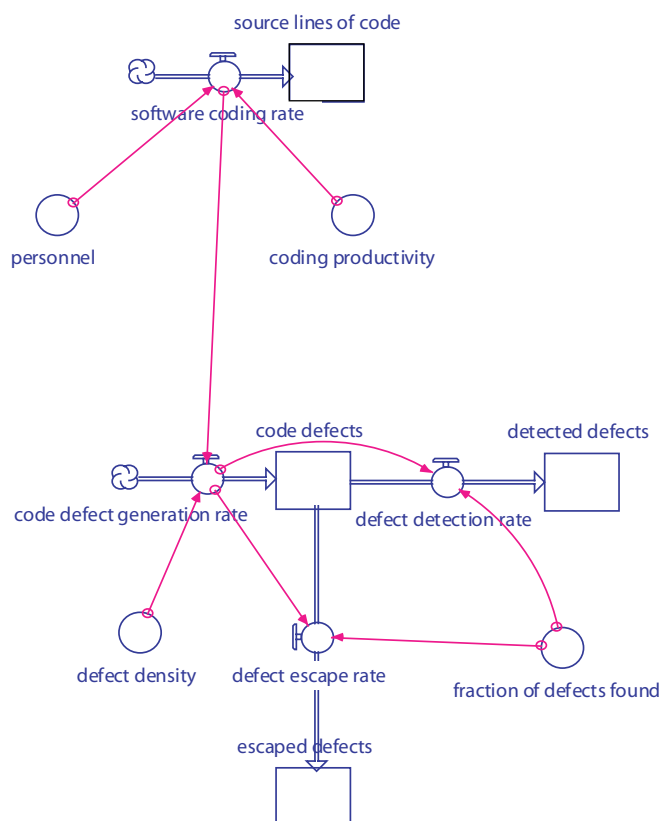 source lines of code
software coding rate
personnel
coding productivity
code defects
detected defects
code defect generation rate
defect detection rate
defect density
defect escape rate
fraction of defects found
escaped defects